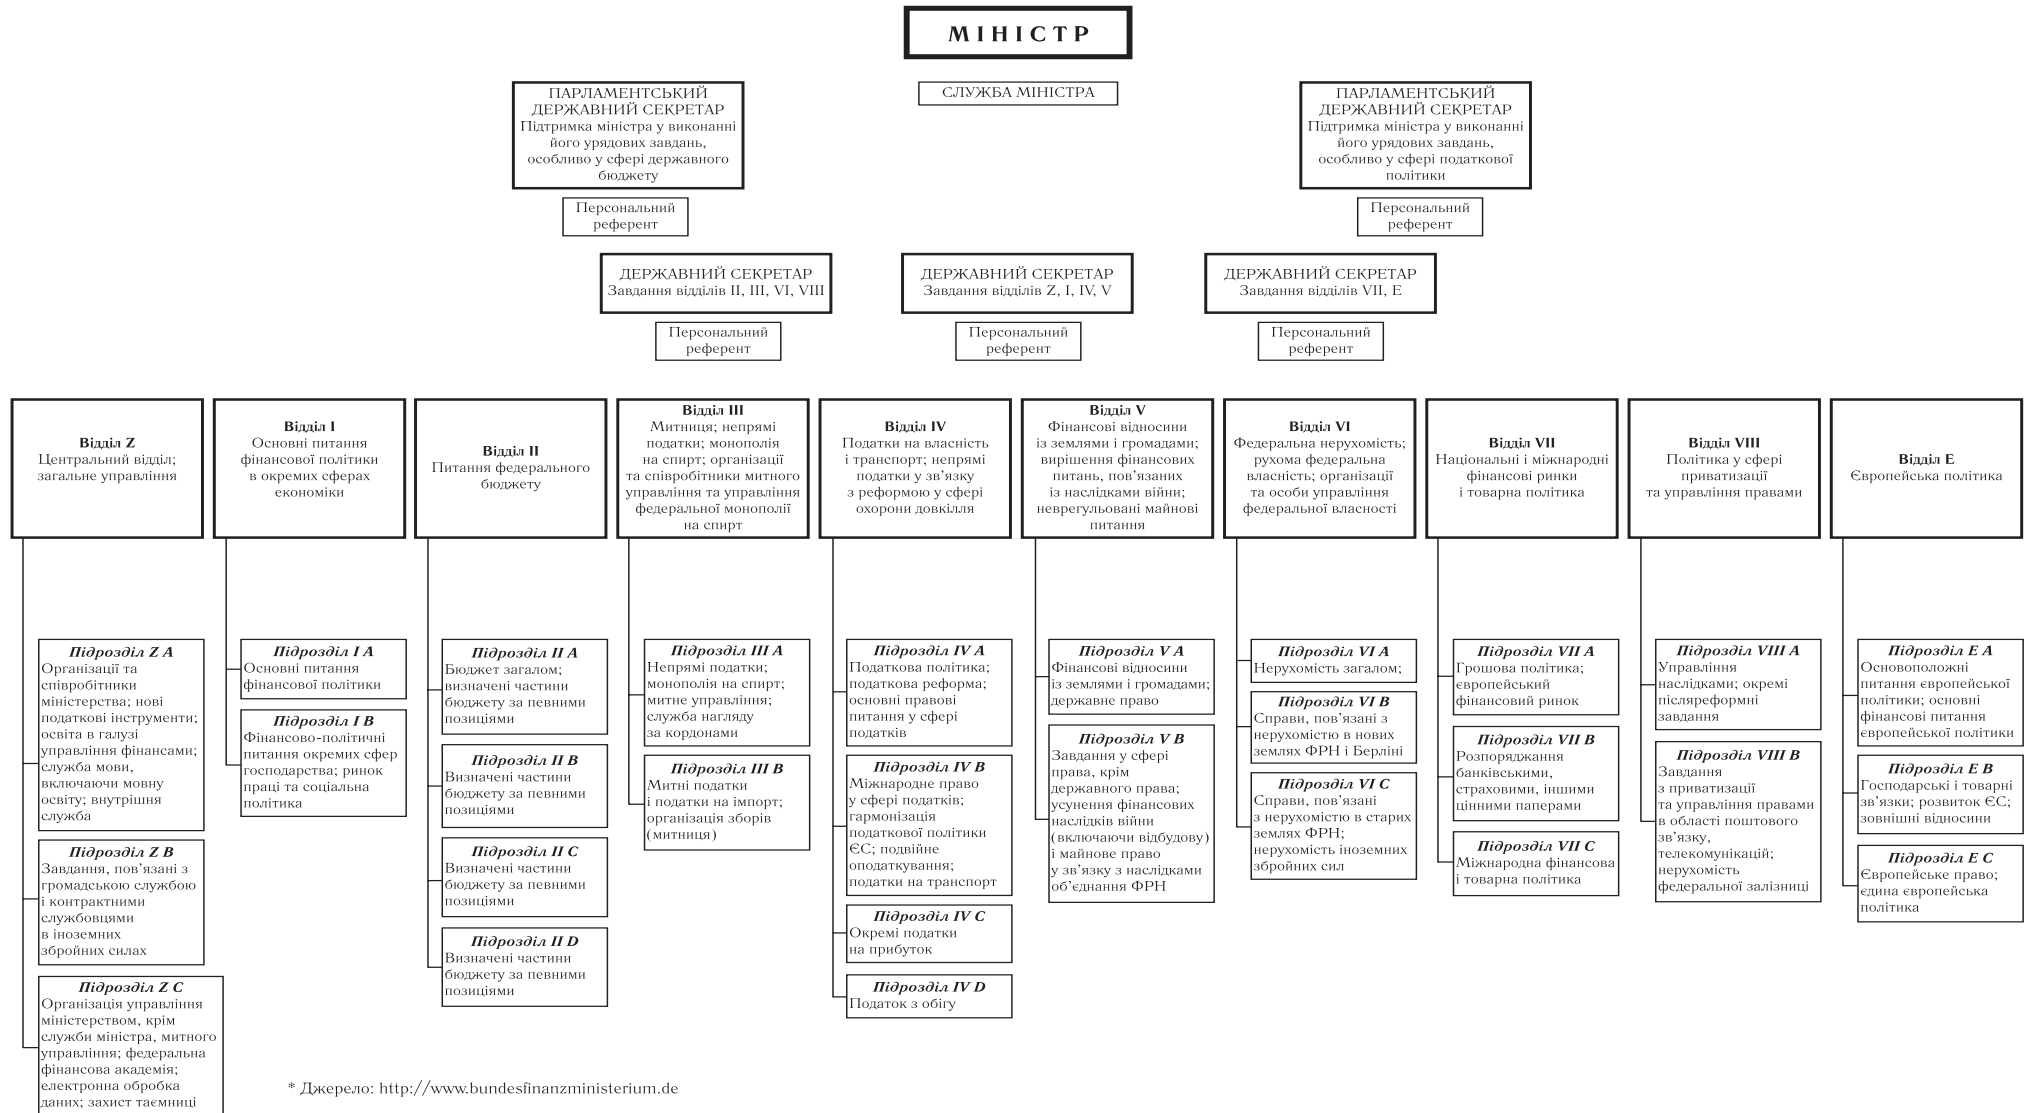 МІНІСТР
ПАРЛАМЕНТСЬКИЙ
ДЕРЖАВНИЙ СЕКРЕТАР
Підтримка міністра у виконанні
його урядових завдань,
особливо у сфері державного
бюджету
СЛУЖБА МІНІСТРА
ПАРЛАМЕНТСЬКИЙ
ДЕРЖАВНИЙ СЕКРЕТАР
Підтримка міністра у виконанні
його урядових завдань,
особливо у сфері податкової
політики
Персональний
референт
Персональний
референт
ДЕРЖАВНИЙ СЕКРЕТАР
Завдання відділів II, III, VI, VIII
ДЕРЖАВНИЙ СЕКРЕТАР
Завдання відділів Z, I, IV, V
ДЕРЖАВНИЙ СЕКРЕТАР
Завдання відділів VII, E
Персональний
референт
Персональний
референт
Персональний
референт
Відділ Z
Центральний відділ;
загальне управління
Відділ I
Основні питання
фінансової політики
в окремих сферах
економіки
Відділ II
Питання федерального
бюджету
Відділ III
Митниця; непрямі
податки; монополія
на спирт; організації
та співробітники митного
управління та управління
федеральної монополії
на спирт
Відділ IV
Податки на власність
і транспорт; непрямі
податки у зв’язку
з реформою у сфері
охорони довкілля
Відділ V
Фінансові відносини
із землями і громадами;
вирішення фінансових
питань, пов’язаних
із наслідками війни;
неврегульовані майнові
питання
Відділ VI
Федеральна нерухомість;
рухома федеральна
власність; організації
та особи управління
федеральної власності
Відділ VII
Національні і міжнародні
фінансові ринки
і товарна політика
Відділ VIII
Політика у сфері
приватизації
та управління правами
Відділ E
Європейська політика
Підрозділ Z A
Організації та
співробітники
міністерства; нові
податкові інструменти;
освіта в галузі
управління фінансами;
служба мови,
включаючи мовну
освіту; внутрішня
служба
Підрозділ Z B
Завдання, пов’язані з
громадською службою
і контрактними
службовцями
в іноземних
збройних силах
Підрозділ Z C
Організація управління
міністерством, крім
служби міністра, митного
управління; федеральна
фінансова академія;
електронна обробка
даних; захист таємниці
Підрозділ I A
Основні питання
фінансової політики
Підрозділ I B
Фінансово-політичні
питання окремих сфер
господарства; ринок
праці та соціальна
політика
Підрозділ II A
Бюджет загалом;
визначені частини
бюджету за певними
позиціями
Підрозділ II B
Визначені частини
бюджету за певними
позиціями
Підрозділ II C
Визначені частини
бюджету за певними
позиціями
Підрозділ II D
Визначені частини
бюджету за певними
позиціями
Підрозділ III A
Непрямі податки;
монополія на спирт;
митне управління;
служба нагляду
за кордонами
Підрозділ III B
Митні податки
і податки на імпорт;
організація зборів
(митниця)
Підрозділ IV A
Податкова політика;
податкова реформа;
основні правові
питання у сфері
податків
Підрозділ IV B
Міжнародне право
у сфері податків;
гармонізація
податкової політики
ЄС; подвійне
оподаткування;
податки на транспорт
Підрозділ IV C
Окремі податки
на прибуток
Підрозділ IV D
Податок з обігу
Підрозділ V A
Фінансові відносини
із землями і громадами;
державне право
Підрозділ V B
Завдання у сфері
права, крім
державного права;
усунення фінансових
наслідків війни
(включаючи відбудову)
і майнове право
у зв’язку з наслідками
об’єднання ФРН
Підрозділ VI A
Нерухомість загалом;
Підрозділ VI B
Справи, пов’язані з
нерухомістю в нових
землях ФРН і Берліні
Підрозділ VI C
Справи, пов’язані
з нерухомістю в старих
землях ФРН;
нерухомість іноземних
збройних сил
Підрозділ VII A
Грошова політика;
європейський
фінансовий ринок
Підрозділ VII B
Розпорядження
банківськими,
страховими, іншими
цінними паперами
Підрозділ VII C
Міжнародна фінансова
і товарна політика
Підрозділ VIII A
Управління
наслідками; окремі
післяреформні
завдання
Підрозділ VIII B
Завдання
з приватизації
та управління правами
в області поштового
зв’язку,
телекомунікацій;
нерухомість
федеральної залізниці
Підрозділ E A
Основоположні
питання європейської
політики; основні
фінансові питання
європейської політики
Підрозділ E B
Господарські і товарні
зв’язки; розвиток ЄС;
зовнішні відносини
Підрозділ E C
Європейське право;
єдина європейська
політика
* Джерело: http://www.bundesfinanzministerium.de